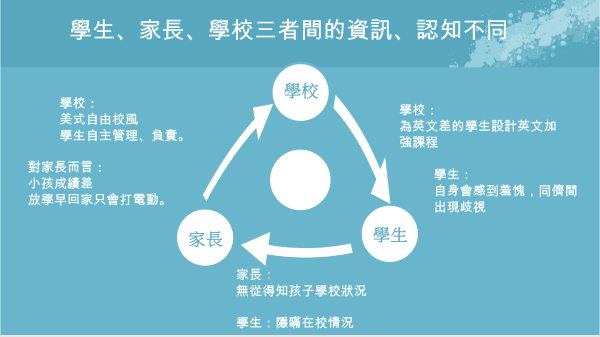 學生、家長、學校三者間的資訊、認知不同
學校
學校：
美式自由校風
學生自主管理、負責。
對家長而言：
小孩成績差
放學早回家只會打電動。
學校：
為英文差的學生設計英文加
強課程
學生：
自身會感到羞愧，同儕間
出現歧視
家長
學生
家長：
無從得知孩子學校狀況
學生：隱瞞在校情況